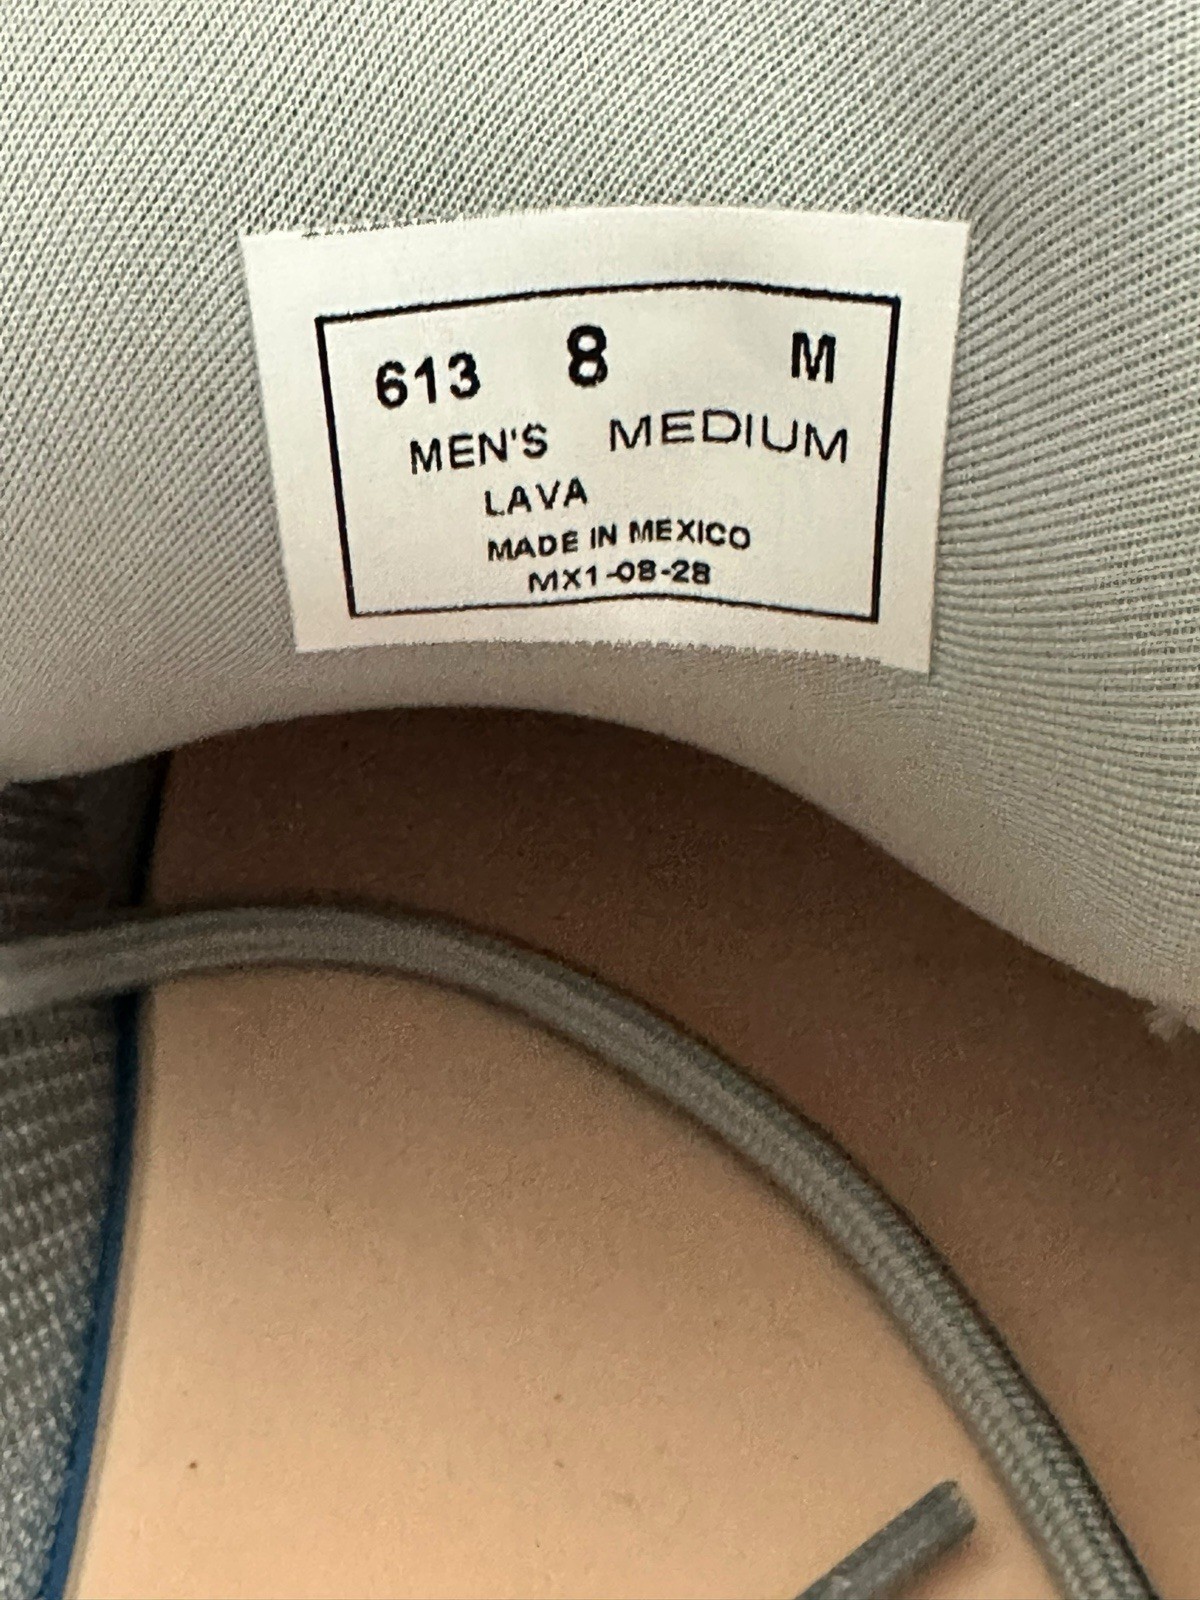 613 8 M
MEN'S MEDIUM
LAVA
MADE IN MEXICO
MX1-08-28